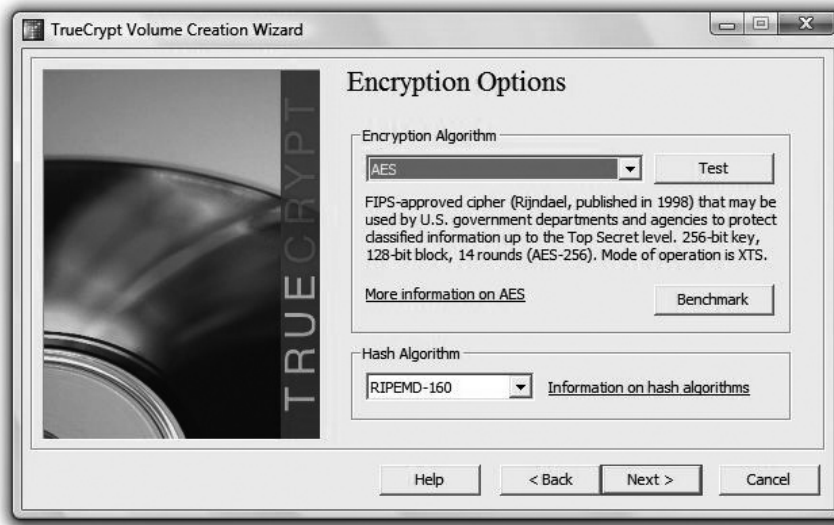 TrueCrypt Volume Creation Wizard
TRUECRYPT
Encryption Options
Encryption Algorithm
AES
Test
FIPS-approved cipher (Rijndael, published in 1998) that may be
used by U.S. government departments and agencies to protect
classified information up to the Top Secret level. 256-bit key,
128-bit block, 14 rounds (AES-256). Mode of operation is XTS.
More information on AES
Benchmark
Hash Algorithm
RIPEMD-160
Information on hash algorithms
Help
< Back
Next >
Cancel